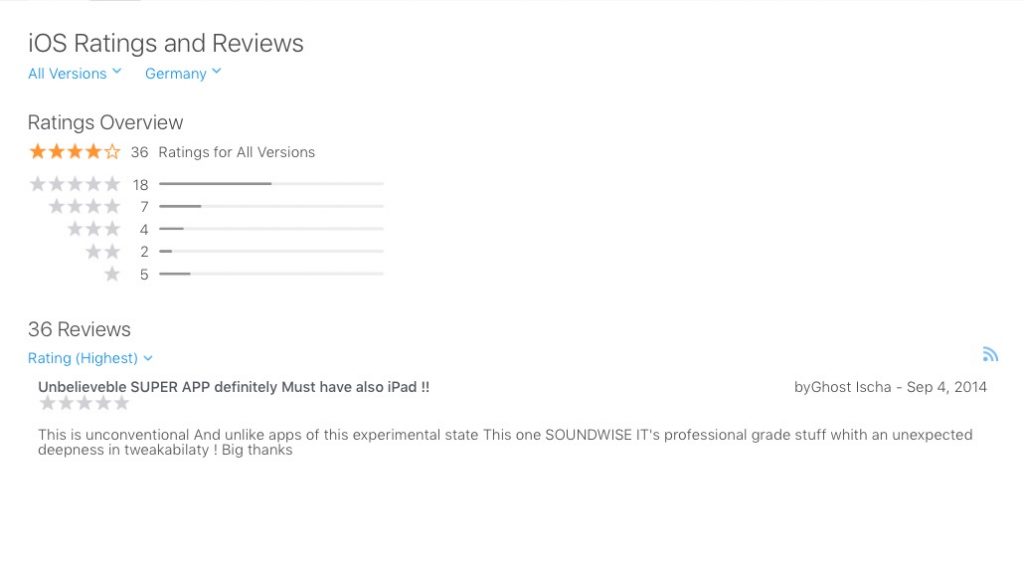 iOS Ratings and Reviews
All Versions Germany
Ratings Overview
36 Ratings for All Versions
18
7
4
2
5
36 Reviews
Rating (Highest)
Unbelieveble SUPER APP definitely Must have also iPad !! byGhost Ischa - Sep 4, 2014
This is unconventional And unlike apps of this experimental state This one SOUNDWISE IT's professional grade stuff whith an unexpected
deepness in tweakabilaty ! Big thanks